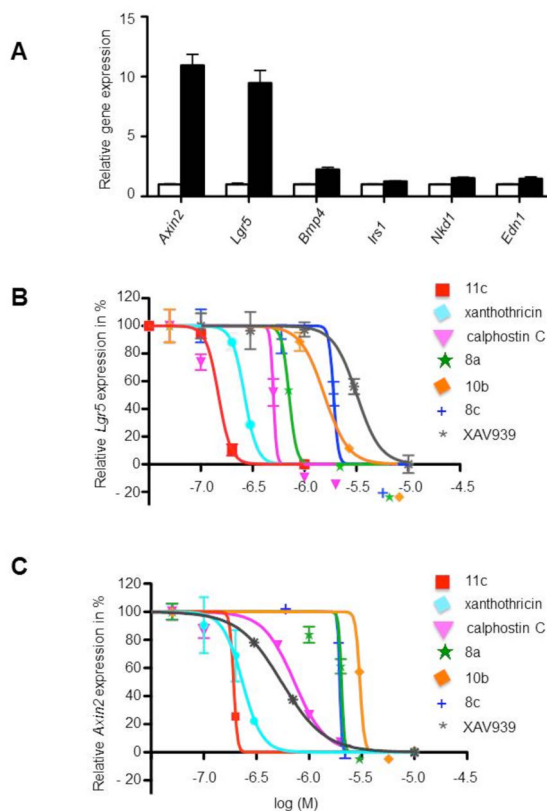 A
Relative gene expression
15
10
5
0
Axin2
Lgr5
Bmp4
Irs1
Nkd1
Edn1
B
Relative Lgr5 expression in %
120
100
80
60
40
20
0
- 20
-7.0
-6.5
-6.0
-5.5
-5.0
-4.5
11c
xanthothricin
calphostin C
8a
10b
8c
XAV939
C
Relative Axin2 expression in %
120
100
80
60
40
20
0
- 20
-7.0
-6.5
-6.0
-5.5
-5.0
-4.5
log (M)
11c
xanthothricin
calphostin C
8a
10b
8c
XAV939